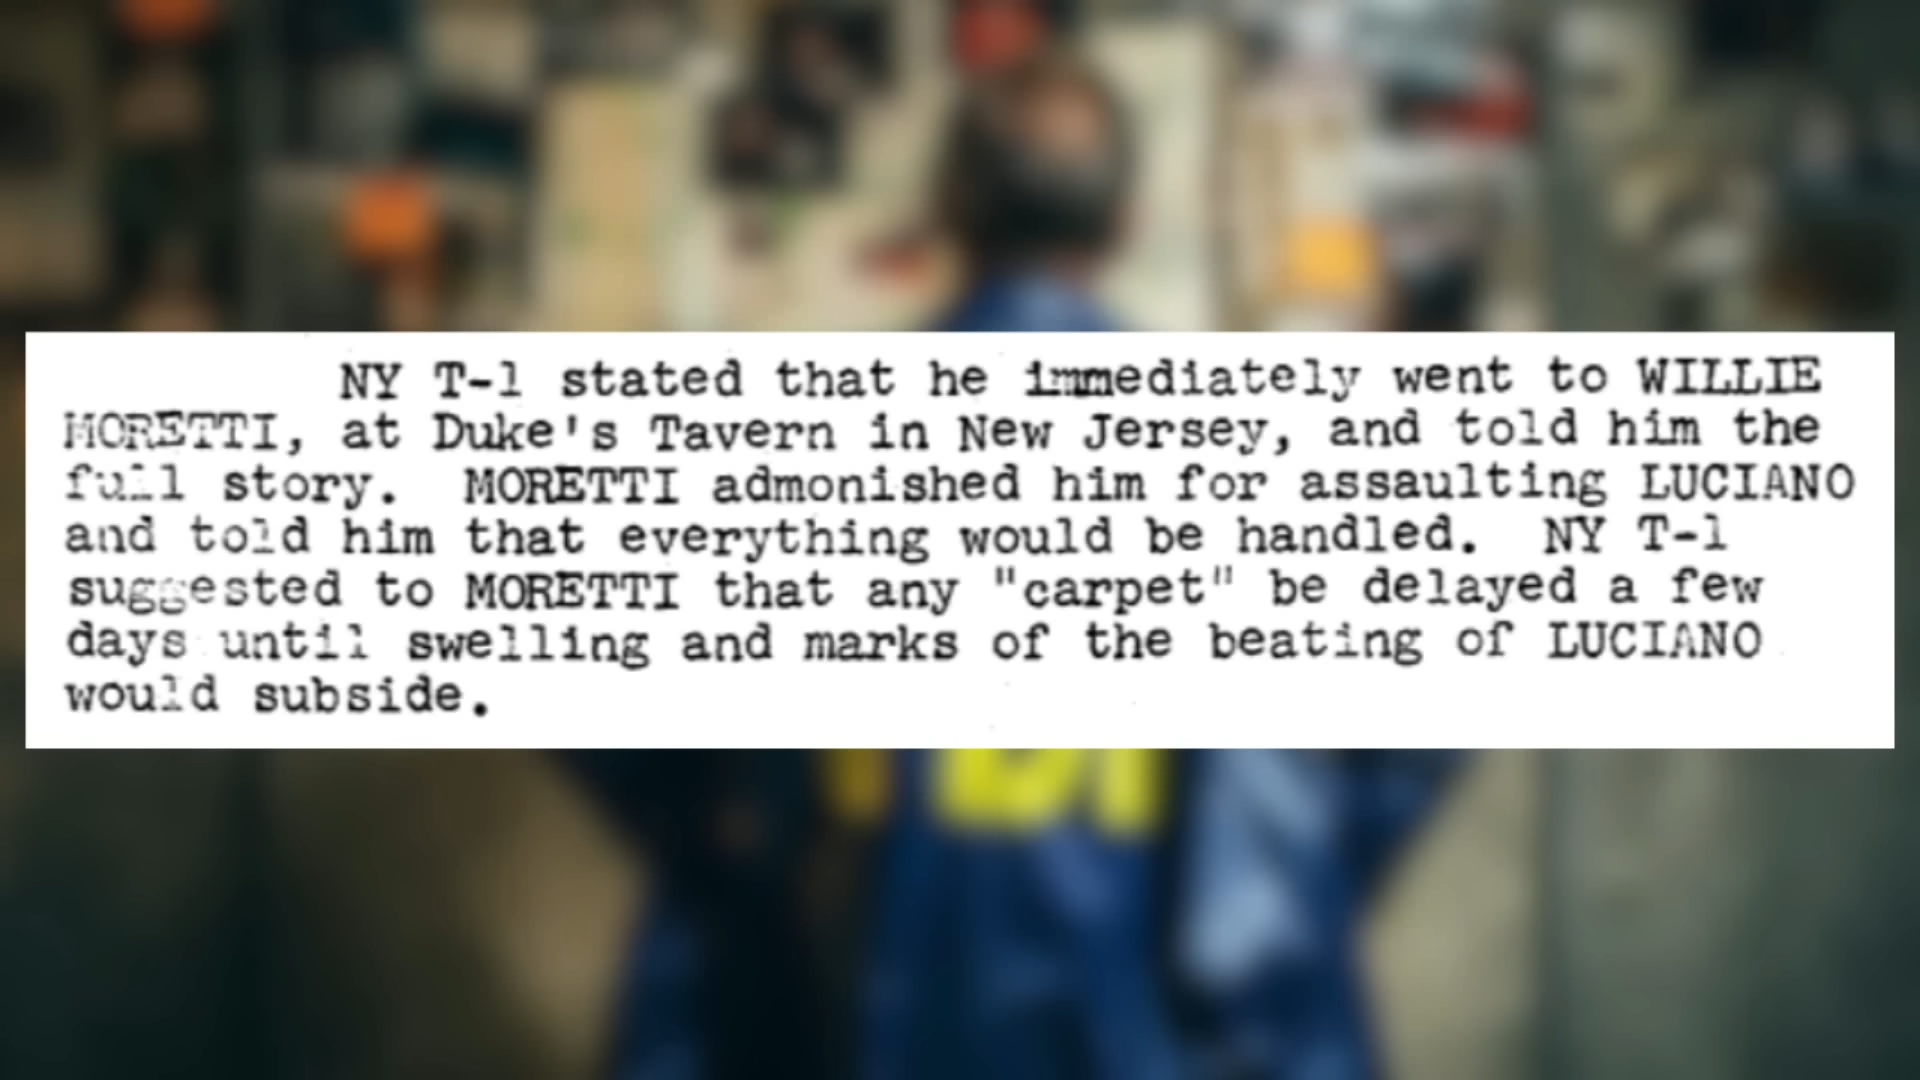 NY T-1 stated that he immediately went to WILLIE
MORETTI, at Duke's Tavern in New Jersey, and told him the
full story. MORETTI admonished him for assaulting LUCIANO
and told him that everything would be handled. NY T-1
suggested to MORETTI that any "carpet" be delayed a few
days until swelling and marks of the beating of LUCIANO
would subside.